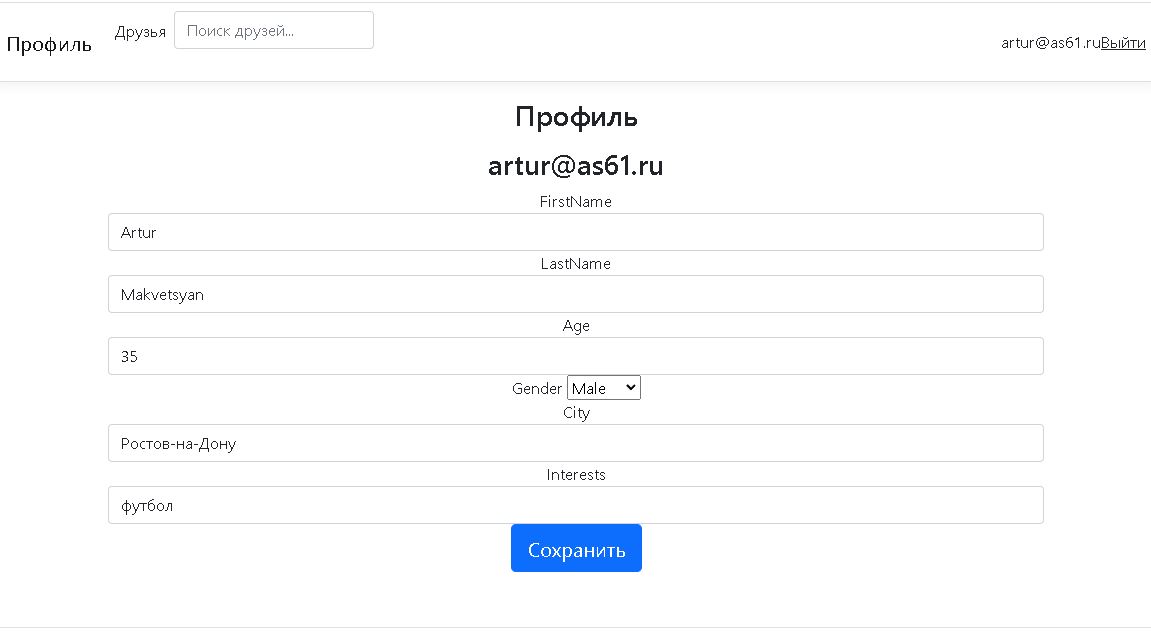 Профиль Друзья Поиск друзей... artur@as61.ruВыйти
Профиль
artur@as61.ru
FirstName
Artur
LastName
Makvetsyan
Age
35
Gender Male
City
Ростов-на-Дону
Interests
футбол
Сохранить